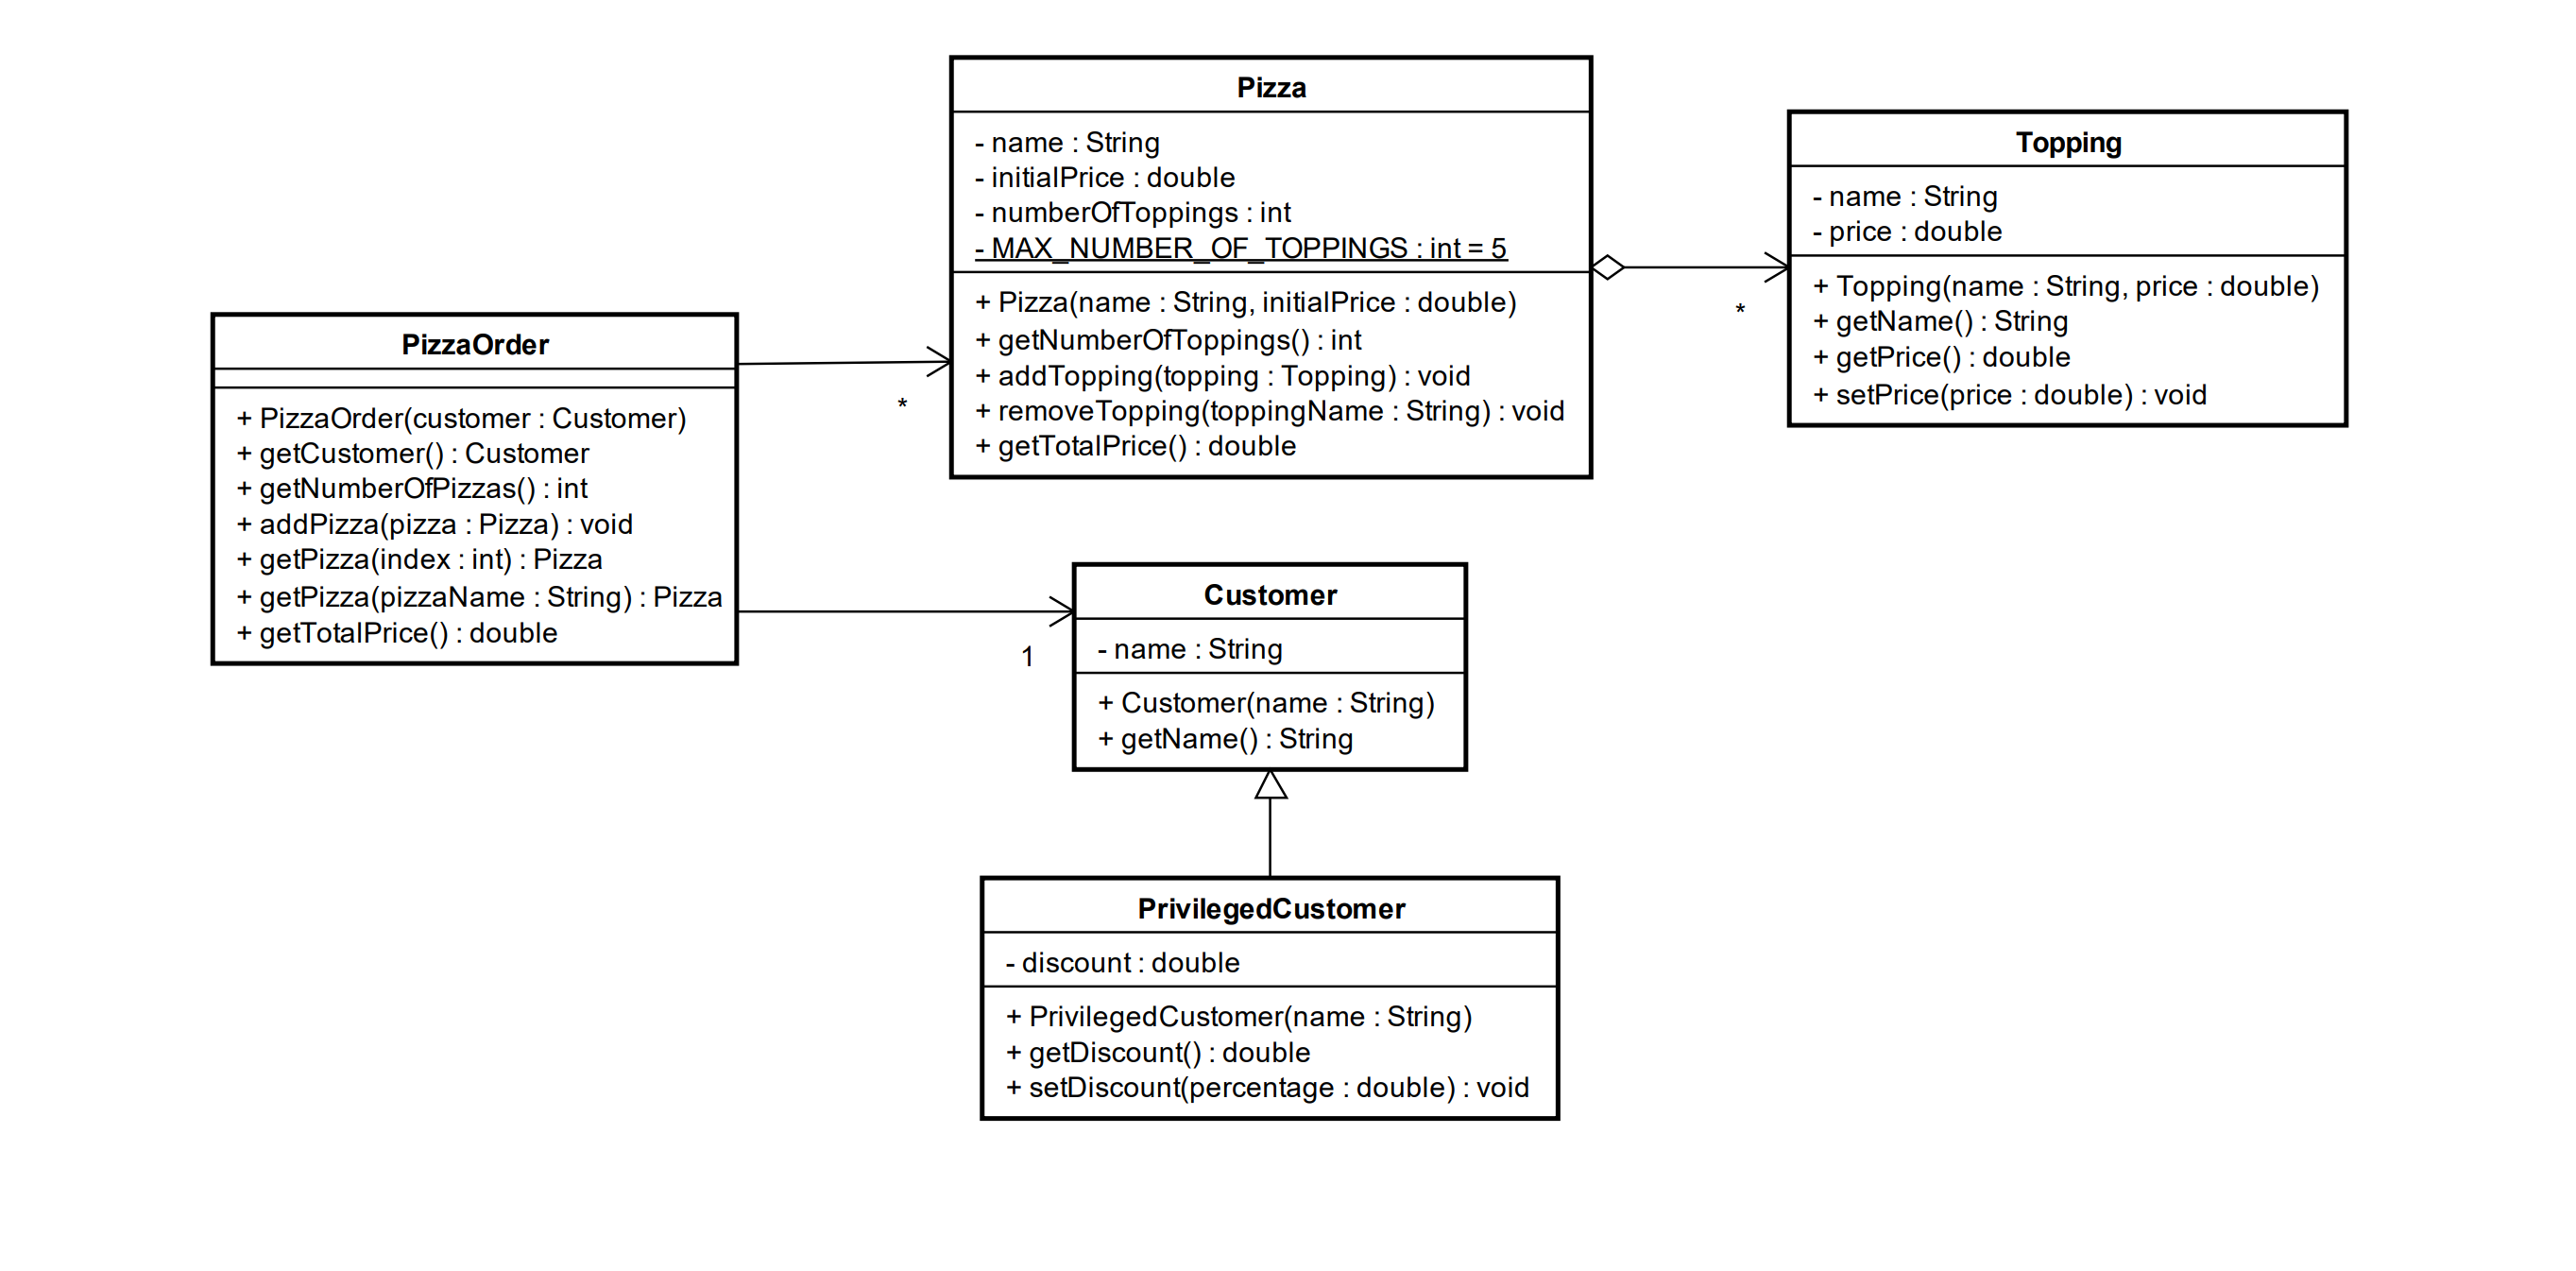 Pizza
- name : String
- initialPrice : double
- numberOfToppings : int
- MAX_NUMBER_OF_TOPPINGS : int = 5
+ Pizza(name : String, initialPrice : double)
+ getNumberOfToppings() : int
+ addTopping(topping : Topping) : void
+ removeTopping(toppingName : String) : void
+ getTotalPrice() : double
Topping
- name : String
- price : double
+ Topping(name : String, price : double)
+ getName() : String
+ getPrice() : double
+ setPrice(price : double) : void
*
PizzaOrder
+ PizzaOrder(customer : Customer)
+ getCustomer() : Customer
+ getNumberOfPizzas() : int
+ addPizza(pizza : Pizza) : void
+ getPizza(index : int) : Pizza
+ getPizza(pizzaName : String) : Pizza
+ getTotalPrice() : double
*
1
Customer
- name : String
+ Customer(name : String)
+ getName() : String
PrivilegedCustomer
- discount : double
+ PrivilegedCustomer(name : String)
+ getDiscount() : double
+ setDiscount(percentage : double) : void